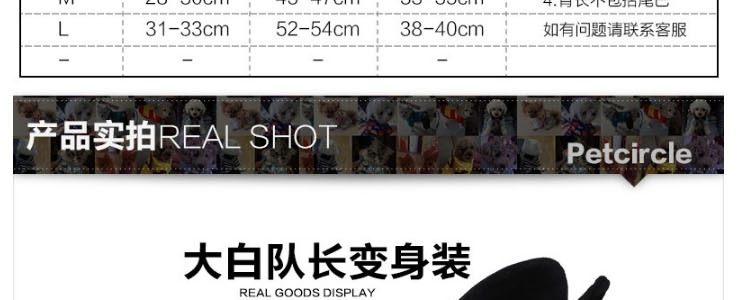 L 31-33cm 52-54cm 38-40cm 如有问题请联系客服
- - - -
产品实拍REAL SHOT
Petcircle
大白队长变身装
REAL GOODS DISPLAY